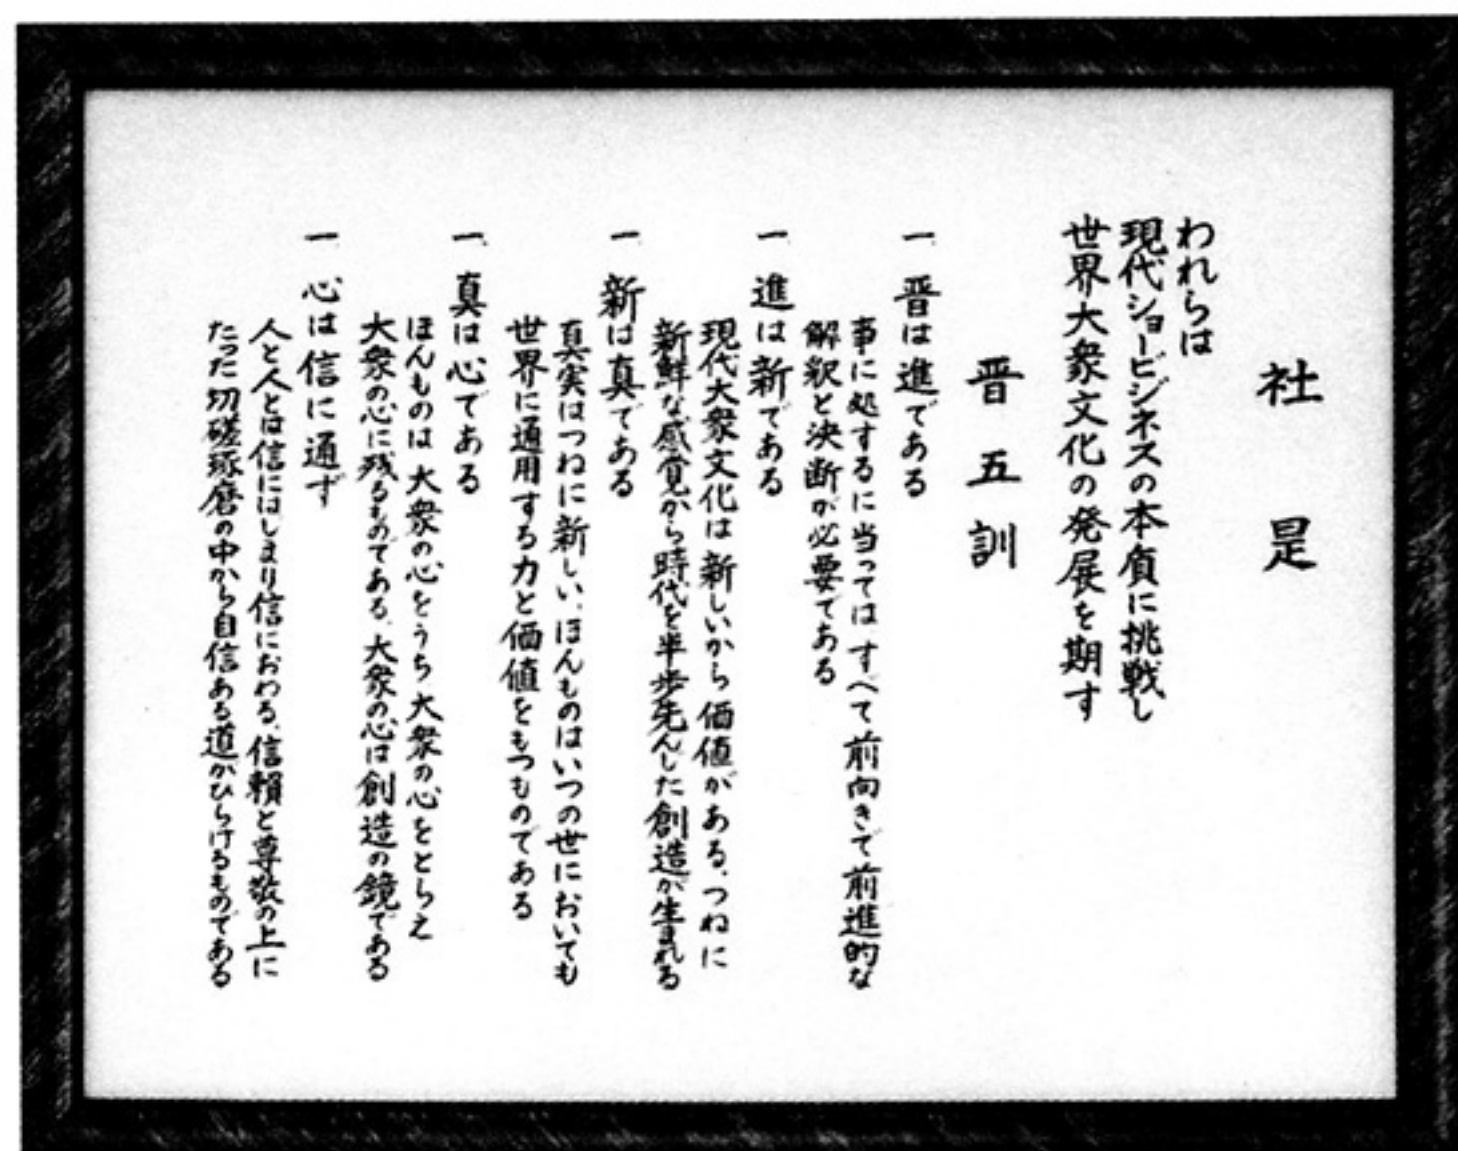 社是
われらは
現代ショービジネスの本質に挑戦し
世界大衆文化の発展を期す
晋五訓
一 晋は進である
事に処するに当ってはすべて前向きで前進的な
解釈と決断が必要である
一 進は新である
現代大衆文化は新しいから価値がある、つねに
新鮮な感覚から時代を半歩先んじた創造が生まれる
一 新は真である
真実はつねに新しい、ほんものはいつの世においても
世界に通用する力と価値をもつものである
一 真は心である
ほんものは大衆の心をうち大衆の心をとらえ
大衆の心に残るものである、大衆の心は創造の鏡である
一 心は信に通ず
人と人とは信にはじまり信におわる、信頼と尊敬の上に
たった切磋琢磨の中から自信ある道がひらけるものである